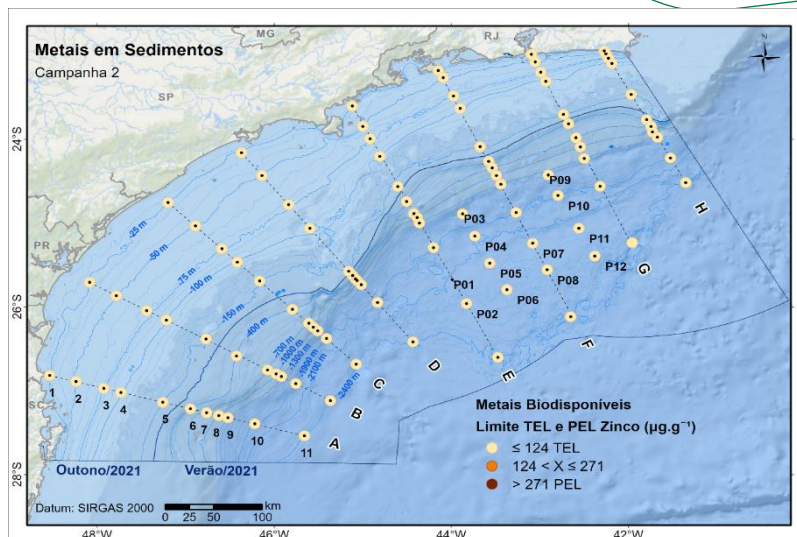 Metais em Sedimentos
Campanha 2
MG
RJ
SP
PR
SC
24°S
26°S
28°S
-25 m
-50 m
-75 m
-100 m
-150 m
-400 m
-700 m
-1000 m
-1300 m
-1900 m
-2100 m
-2400 m
P09
P10
P03
P04
P11
P07
P05
P12
P08
P01
P06
P02
H
G
F
E
D
C
B
A
1
2
3
4
5
6
7
8
9
10
11
Outono/2021
Verão/2021
Metais Biodisponíveis
Limite TEL e PEL Zinco (µg.g⁻¹)
≤ 124 TEL
124 < X ≤ 271
> 271 PEL
Datum: SIRGAS 2000
0 25 50 100
km
48°W 46°W 44°W 42°W